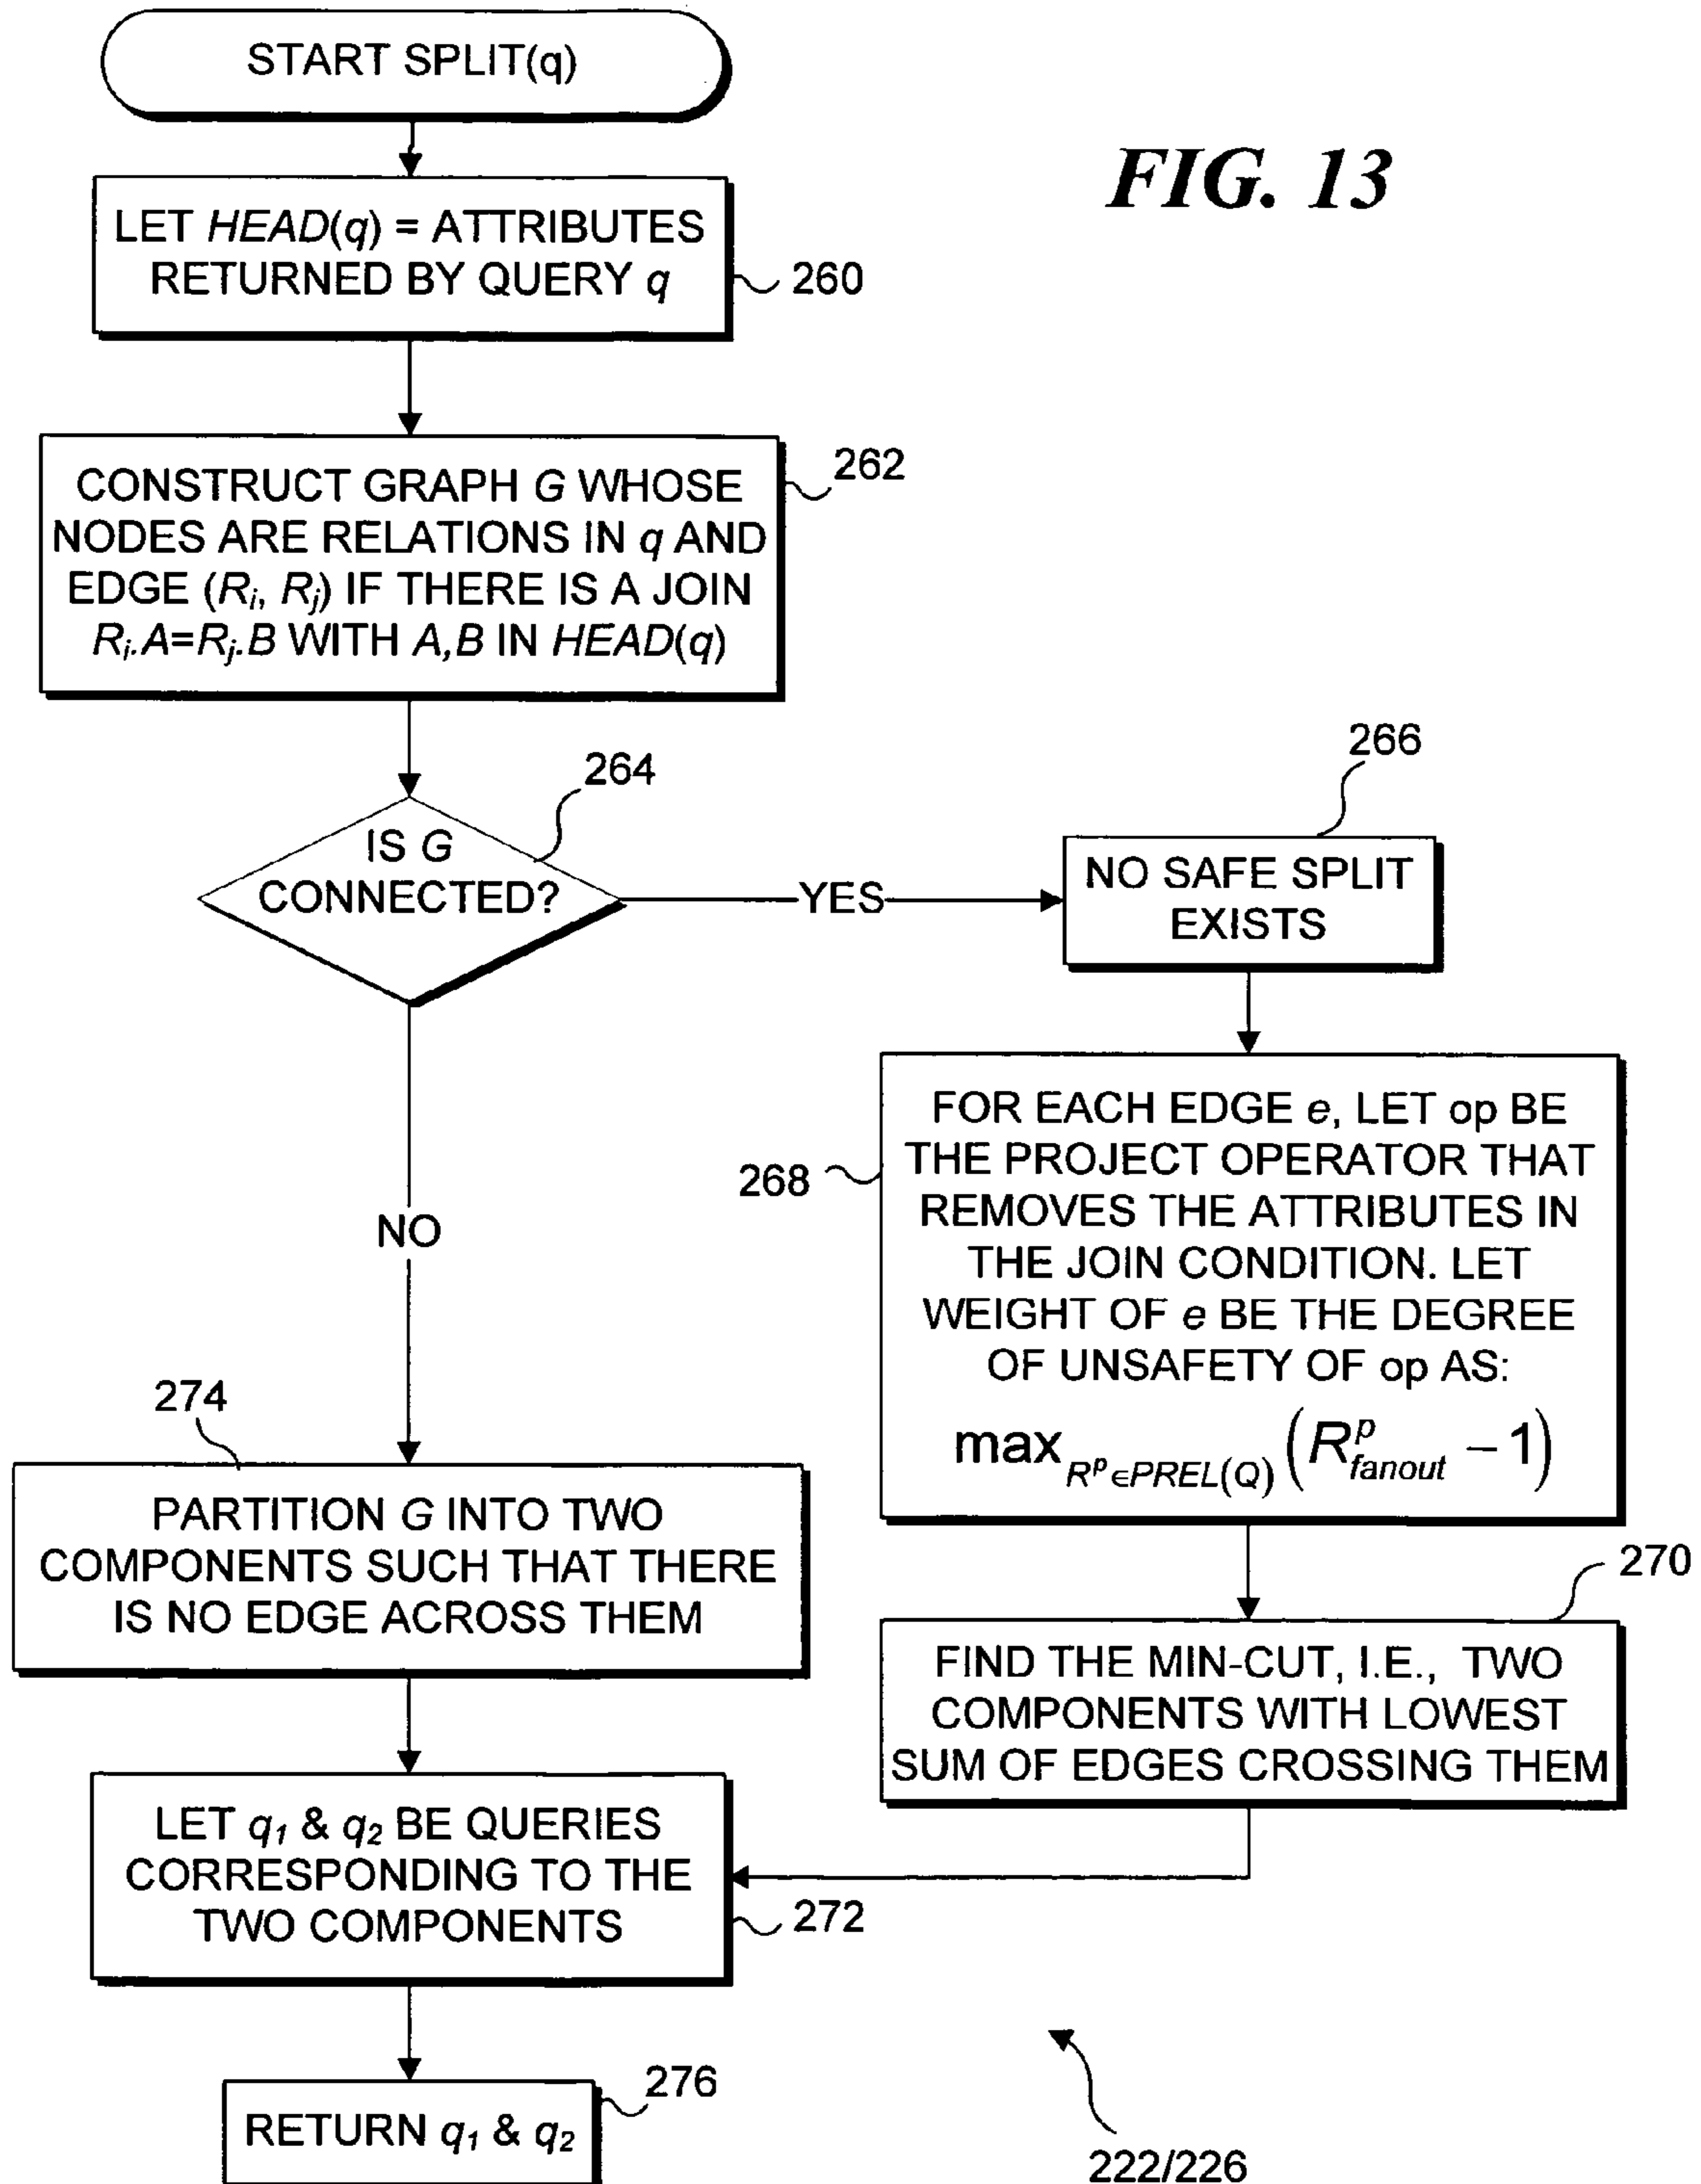 START SPLIT(q)
FIG. 13
LET HEAD(q) = ATTRIBUTES
RETURNED BY QUERY q
260
CONSTRUCT GRAPH G WHOSE
NODES ARE RELATIONS IN q AND
EDGE (Ri, Rj) IF THERE IS A JOIN
Ri.A=Rj.B WITH A,B IN HEAD(q)
262
264
IS G
CONNECTED?
YES
266
NO SAFE SPLIT
EXISTS
268
FOR EACH EDGE e, LET op BE
THE PROJECT OPERATOR THAT
REMOVES THE ATTRIBUTES IN
THE JOIN CONDITION. LET
WEIGHT OF e BE THE DEGREE
OF UNSAFETY OF op AS:
max R^p∈PREL(Q) (R^p fanout − 1)
NO
274
PARTITION G INTO TWO
COMPONENTS SUCH THAT THERE
IS NO EDGE ACROSS THEM
270
FIND THE MIN-CUT, I.E., TWO
COMPONENTS WITH LOWEST
SUM OF EDGES CROSSING THEM
LET q1 & q2 BE QUERIES
CORRESPONDING TO THE
TWO COMPONENTS
272
276
RETURN q1 & q2
222/226